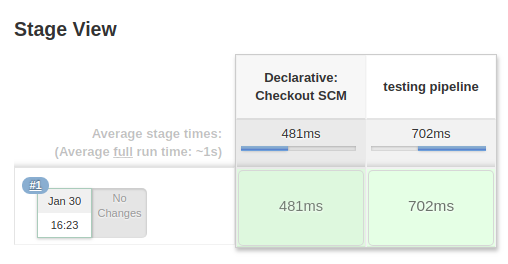 Stage View
Declarative:
Checkout SCM
testing pipeline
Average stage times:
(Average full run time: ~1s)
481ms
702ms
#1
Jan 30
16:23
No
Changes
481ms
702ms